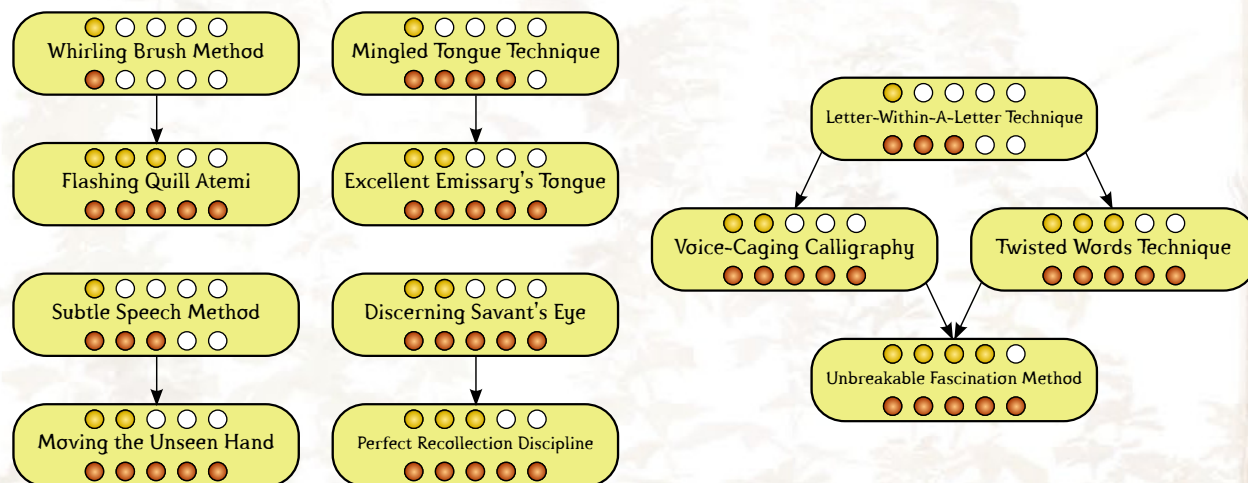 Whirling Brush Method
Flashing Quill Atemi
Mingled Tongue Technique
Excellent Emissary's Tongue
Subtle Speech Method
Moving the Unseen Hand
Discerning Savant's Eye
Perfect Recollection Discipline
Letter-Within-A-Letter Technique
Voice-Caging Calligraphy
Twisted Words Technique
Unbreakable Fascination Method